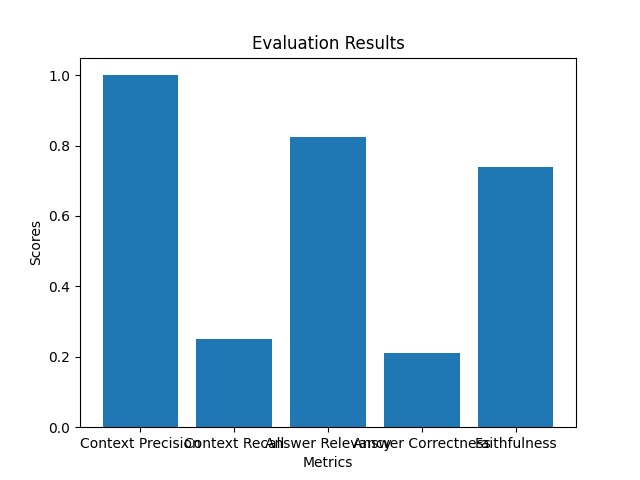 Evaluation Results
1.0
0.8
0.6
0.4
0.2
0.0
Scores
Context Precision Context Recall Answer Relevancy Answer Correctness Faithfulness
Metrics